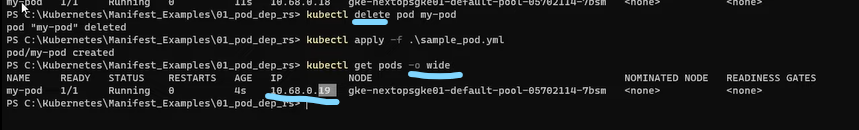 my-pod 1/1 Running 0 11s 10.68.0.18 gke-nextopsgke01-default-pool-05702114-7bsm <none> <none>
PS C:\Kubernetes\Manifest_Examples\01_pod_dep_rs> kubectl delete pod my-pod
pod "my-pod" deleted
PS C:\Kubernetes\Manifest_Examples\01_pod_dep_rs> kubectl apply -f .\sample_pod.yml
pod/my-pod created
PS C:\Kubernetes\Manifest_Examples\01_pod_dep_rs> kubectl get pods -o wide
NAME READY STATUS RESTARTS AGE IP NODE NOMINATED NODE READINESS GATES
my-pod 1/1 Running 0 4s 10.68.0.19 gke-nextopsgke01-default-pool-05702114-7bsm <none> <none>
PS C:\Kubernetes\Manifest_Examples\01_pod_dep_rs>